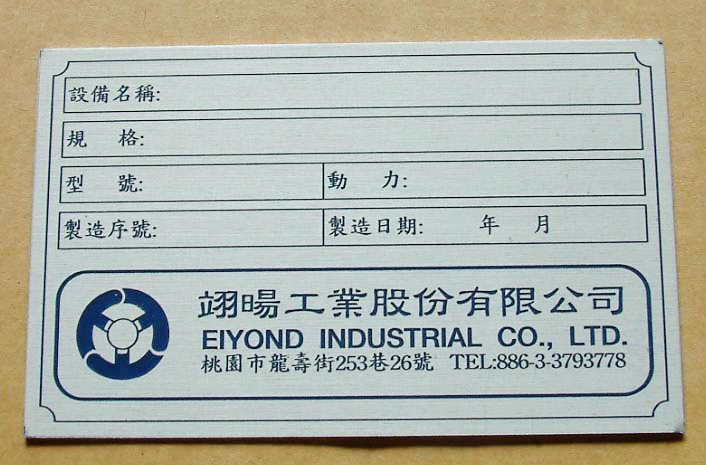 設備名稱:
規 格:
型 號: 動 力:
製造序號: 製造日期: 年 月
翊暘工業股份有限公司
EIYOND INDUSTRIAL CO., LTD.
桃園市龍壽街253巷26號 TEL:886-3-3793778